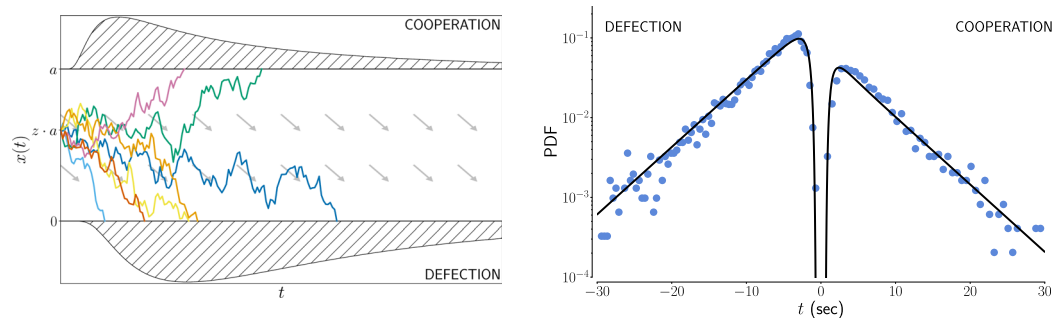 COOPERATION
a
x(t)
z · a
0
DEFECTION
t
DEFECTION
COOPERATION
PDF
10⁻¹
10⁻²
10⁻³
10⁻⁴
−30
−20
−10
0
10
20
30
t (sec)